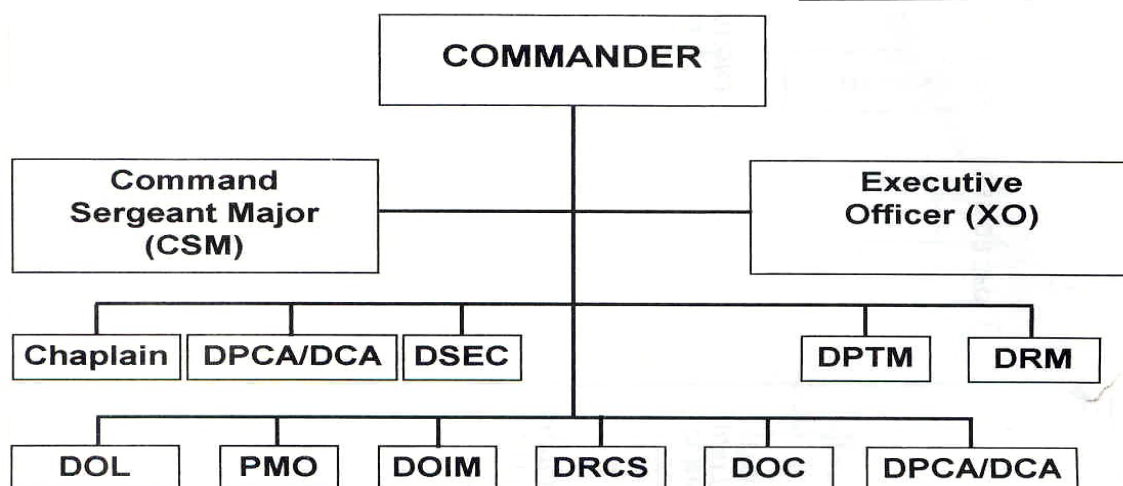 COMMANDER
Command
Sergeant Major
(CSM)
Executive
Officer (XO)
Chaplain
DPCA/DCA
DSEC
DPTM
DRM
DOL
PMO
DOIM
DRCS
DOC
DPCA/DCA